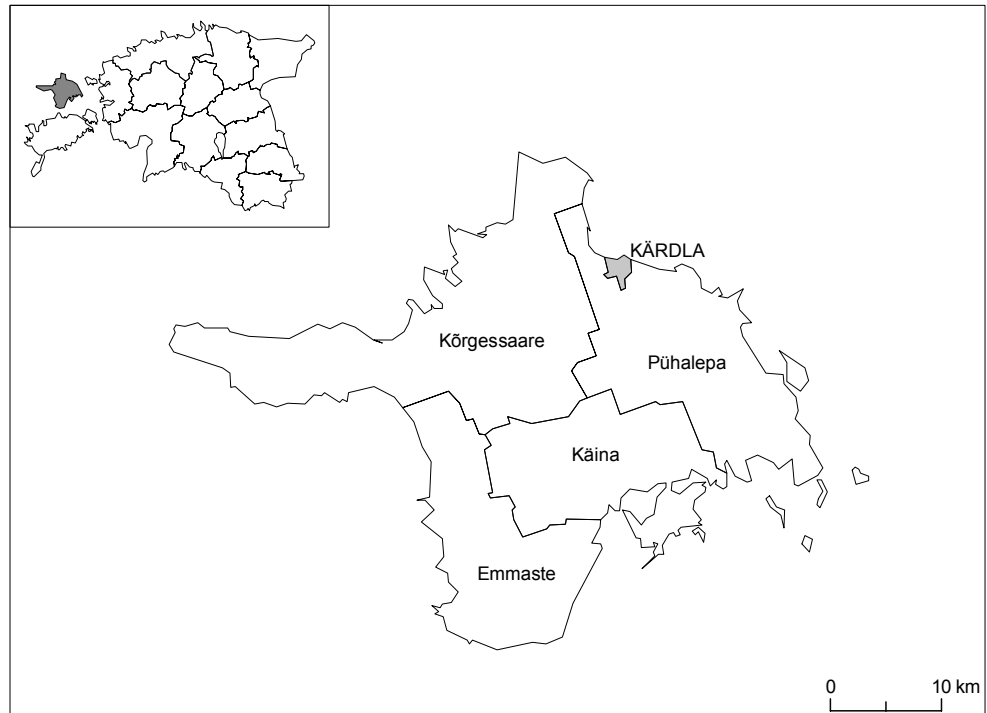 KÄRDLA
Kõrgessaare
Pühalepa
Käina
Emmaste
0 10 km